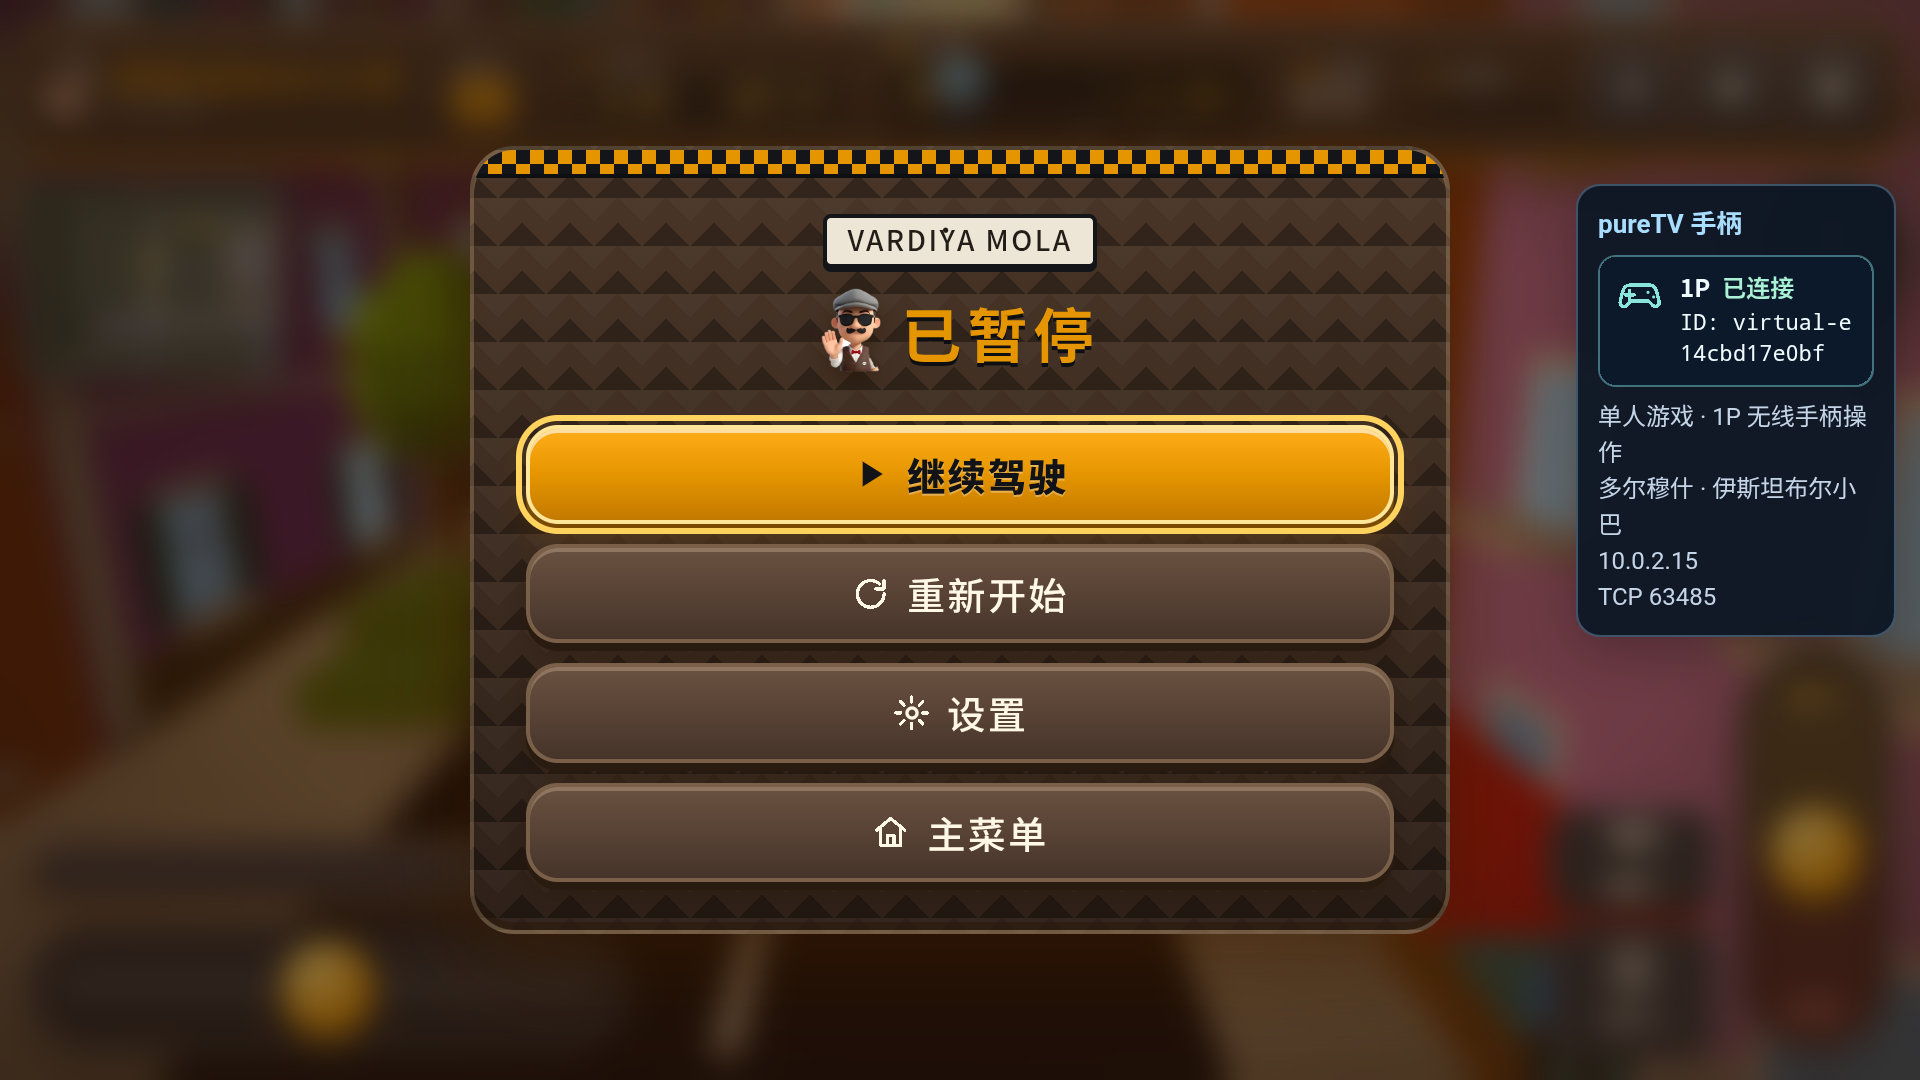 VARDİYA MOLA
已暂停
继续驾驶
重新开始
设置
主菜单
pureTV 手柄
1P 已连接
ID: virtual-e
14cbd17e0bf
单人游戏 · 1P 无线手柄操
作
多尔穆什 · 伊斯坦布尔小
巴
10.0.2.15
TCP 63485